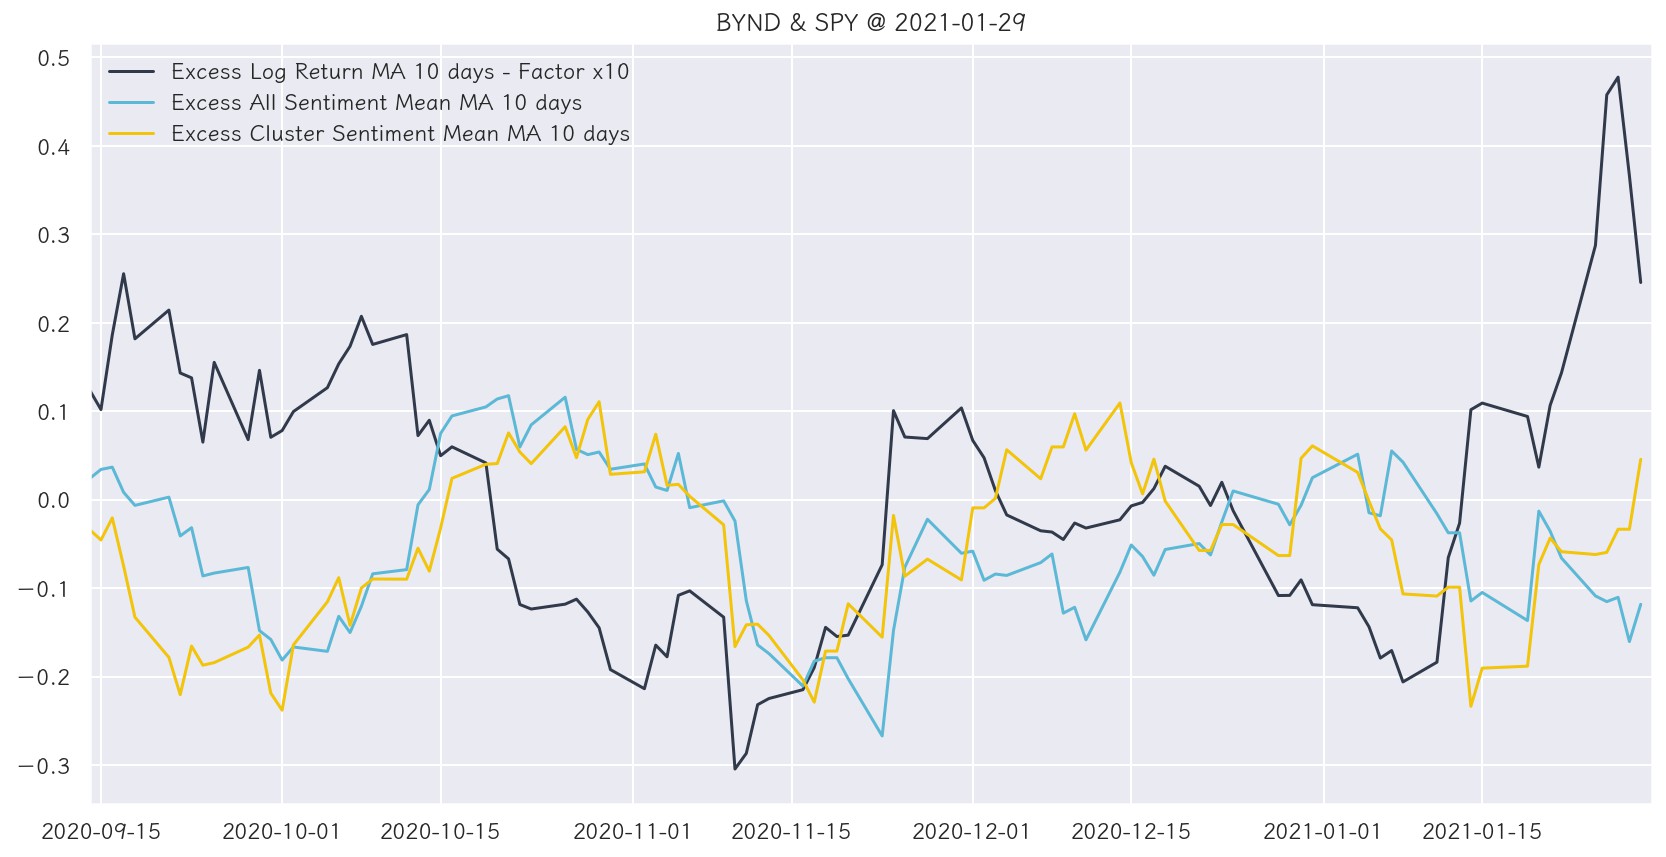 BYND & SPY @ 2021-01-29
Excess Log Return MA 10 days - Factor x10
Excess All Sentiment Mean MA 10 days
Excess Cluster Sentiment Mean MA 10 days
0.5
0.4
0.3
0.2
0.1
0.0
−0.1
−0.2
−0.3
2020-09-15 2020-10-01 2020-10-15 2020-11-01 2020-11-15 2020-12-01 2020-12-15 2021-01-01 2021-01-15